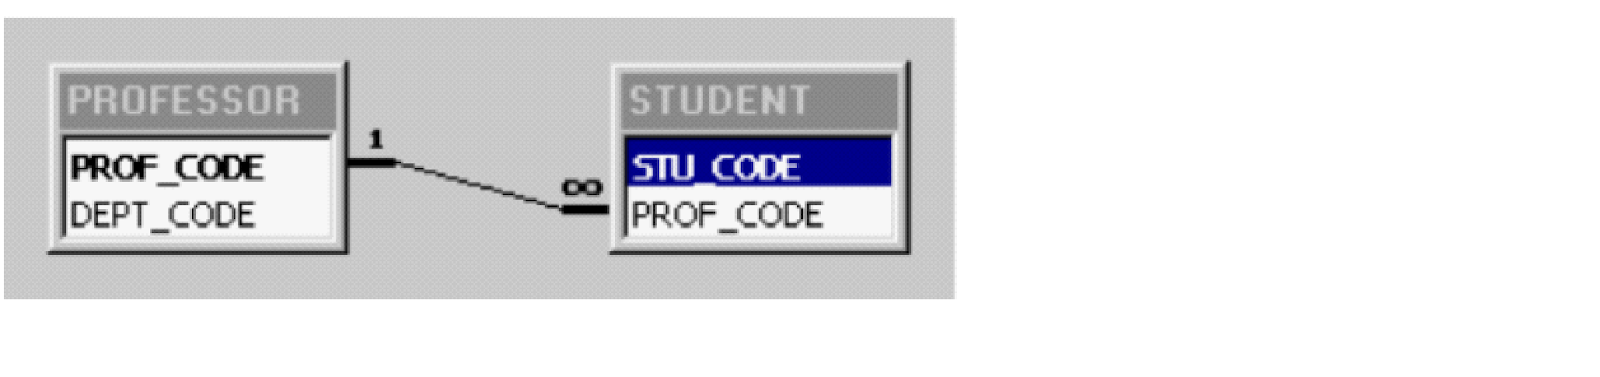 PROFESSOR
PROF_CODE
DEPT_CODE
1
∞
STUDENT
STU_CODE
PROF_CODE